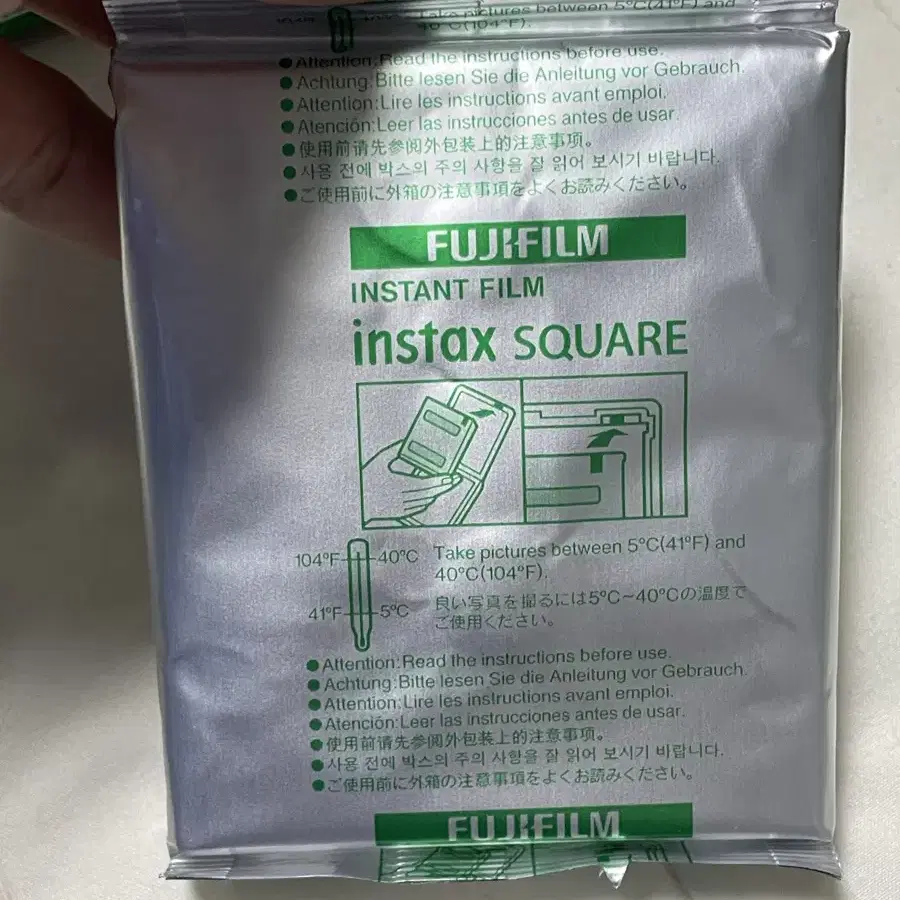 Take pictures between 5°C(41°F) and
40°C(104°F).
●Attention:Read the instructions before use.
●Achtung:Bitte lesen Sie die Anleitung vor Gebrauch.
●Attention:Lire les instructions avant emploi.
●Atención:Leer las instrucciones antes de usar.
●使用前请先参阅外包装上的注意事项。
●사용 전에 박스의 주의 사항을 잘 읽어 보시기 바랍니다.
●ご使用前に外箱の注意事項をよくお読みください。
FUJIFILM
INSTANT FILM
instax SQUARE
104°F 40°C Take pictures between 5°C(41°F) and
40°C(104°F).
41°F 5°C 良い写真を撮るには5°C~40°Cの温度で
ご使用ください。
●Attention:Read the instructions before use.
●Achtung:Bitte lesen Sie die Anleitung vor Gebrauch.
●Attention:Lire les instructions avant emploi.
●Atención:Leer las instrucciones antes de usar.
●使用前请先参阅外包装上的注意事项。
●사용 전에 박스의 주의 사항을 잘 읽어 보시기 바랍니다.
●ご使用前に外箱の注意事項をよくお読みください。
FUJIFILM